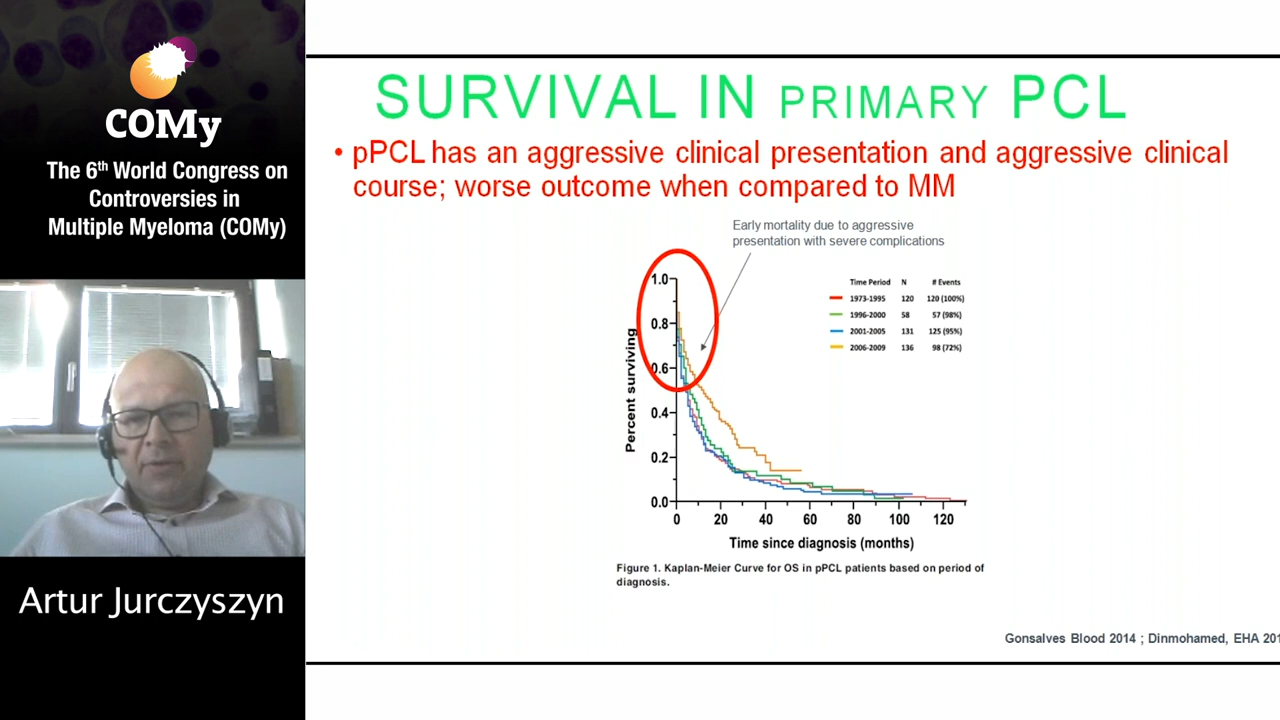 COMy
The 6th World Congress on
Controversies in
Multiple Myeloma (COMy)
Artur Jurczyszyn
SURVIVAL IN PRIMARY PCL
• pPCL has an aggressive clinical presentation and aggressive clinical
course; worse outcome when compared to MM
Early mortality due to aggressive
presentation with severe complications
Time Period N # Events
1973-1995 120 120 (100%)
1996-2000 58 57 (98%)
2001-2005 131 125 (95%)
2006-2009 136 98 (72%)
Percent surviving
1.0
0.8
0.6
0.4
0.2
0.0
0 20 40 60 80 100 120
Time since diagnosis (months)
Figure 1. Kaplan-Meier Curve for OS in pPCL patients based on period of
diagnosis.
Gonsalves Blood 2014 ; Dinmohamed, EHA 201